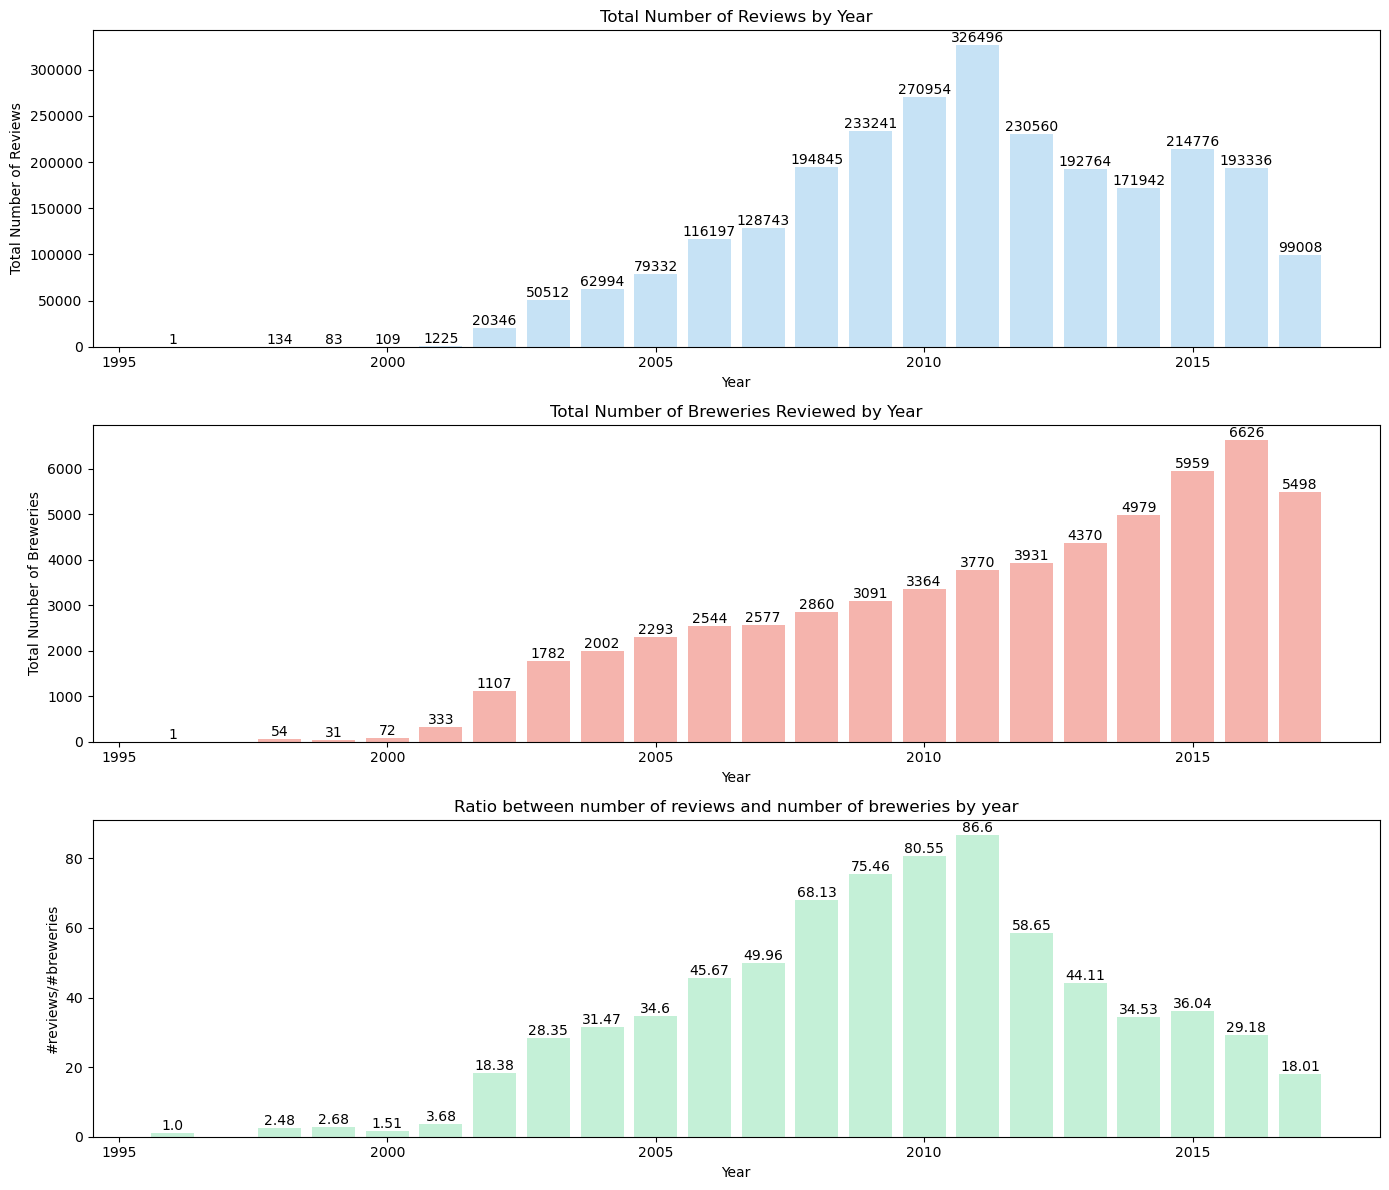 Total Number of Reviews by Year
Total Number of Reviews
300000
250000
200000
150000
100000
50000
0
1 134 83 109 1225 20346 50512 62994 79332 116197 128743 194845 233241 270954 326496 230560 192764 171942 214776 193336 99008
1995 2000 2005 2010 2015
Year
Total Number of Breweries Reviewed by Year
Total Number of Breweries
6000
5000
4000
3000
2000
1000
0
1 54 31 72 333 1107 1782 2002 2293 2544 2577 2860 3091 3364 3770 3931 4370 4979 5959 6626 5498
1995 2000 2005 2010 2015
Year
Ratio between number of reviews and number of breweries by year
#reviews/#breweries
80
60
40
20
0
1.0 2.48 2.68 1.51 3.68 18.38 28.35 31.47 34.6 45.67 49.96 68.13 75.46 80.55 86.6 58.65 44.11 34.53 36.04 29.18 18.01
1995 2000 2005 2010 2015
Year